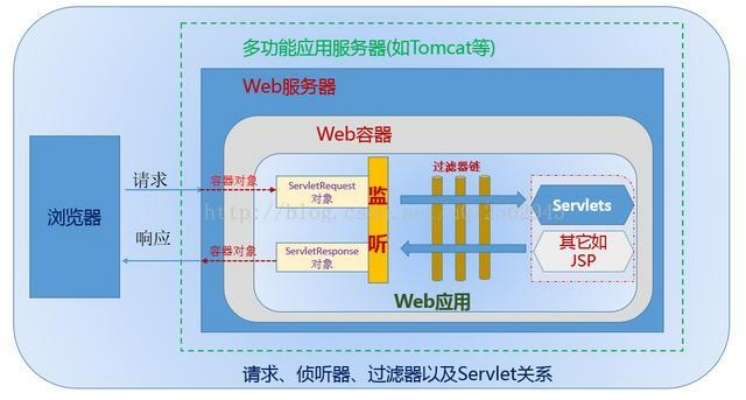 多功能应用服务器(如Tomcat等)
Web服务器
Web容器
浏览器
请求
容器对象
ServletRequest
对象
监
听
过滤器链
Servlets
响应
容器对象
ServletResponse
对象
其它如
JSP
Web应用
请求、侦听器、过滤器以及Servlet关系